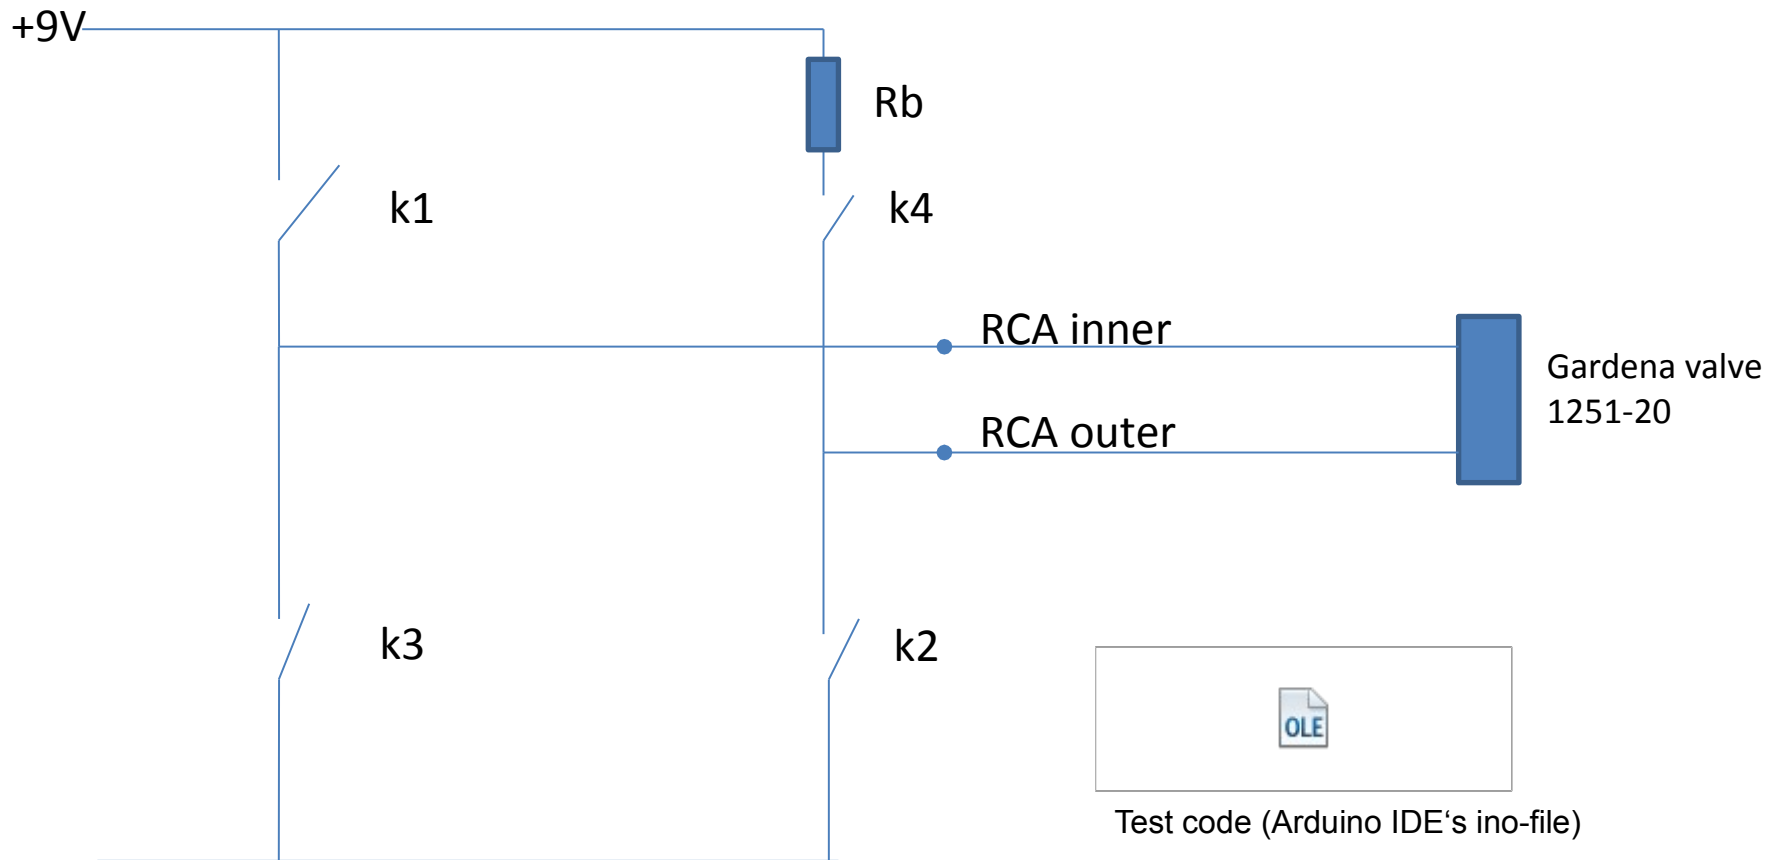 +9V
Rb
k1
k4
RCA inner
Gardena valve
1251-20
RCA outer
k3
k2
OLE
Test code (Arduino IDE‘s ino-file)